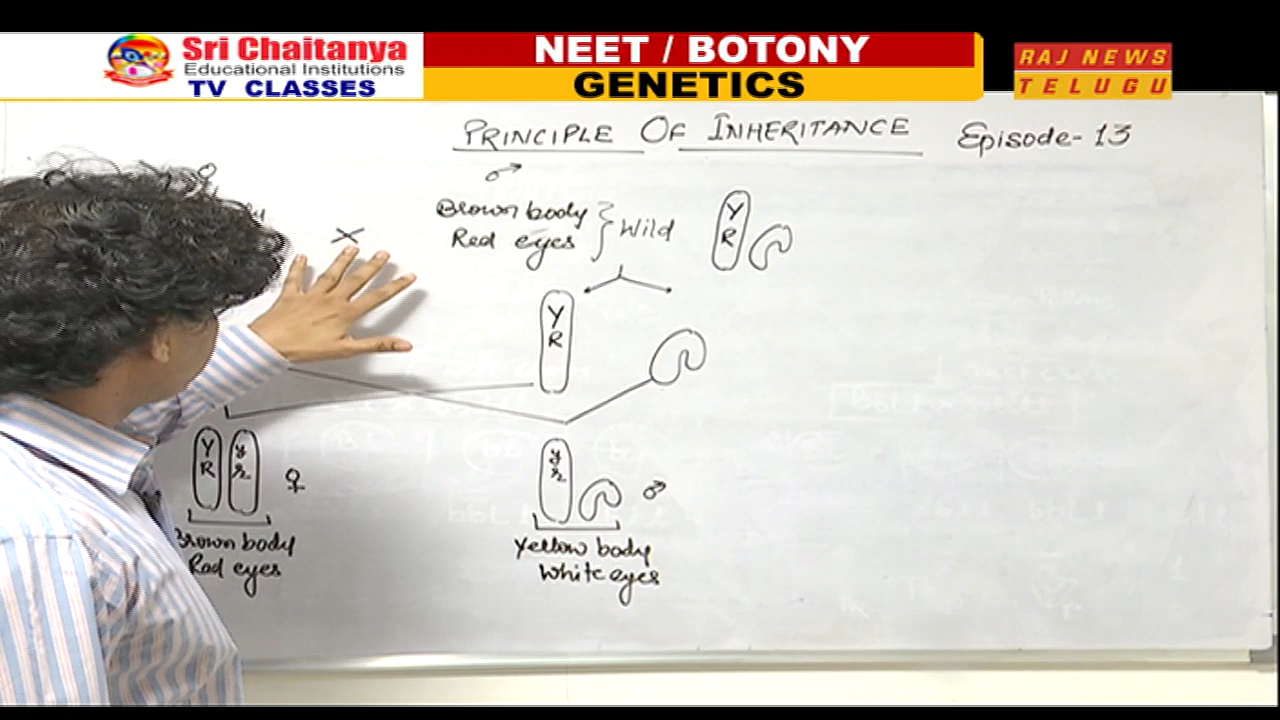 Sri Chaitanya
Educational Institutions
TV CLASSES
NEET / BOTONY
GENETICS
RAJ NEWS
TELUGU
PRINCIPLE OF INHERITANCE Episode-13
♀
♂
Brown body
Red eyes } Wild
Y
R
×
Y
R
Y
R
y
r
♀
y
r
♂
Brown body
Red eyes
Yellow body
White eyes